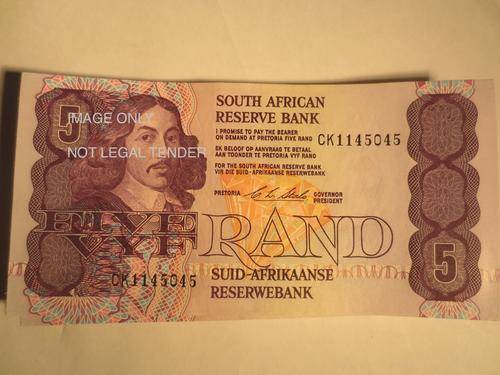 IMAGE ONLY
NOT LEGAL TENDER
5
SOUTH AFRICAN
RESERVE BANK
I PROMISE TO PAY THE BEARER
ON DEMAND AT PRETORIA FIVE RAND
CK1145045
EK BELOOF OP AANVRAAG TE BETAAL
AAN TOONDER TE PRETORIA VYF RAND
FOR THE SOUTH AFRICAN RESERVE BANK
VIR DIE SUID-AFRIKAANSE RESERWEBANK
PRETORIA
GOVERNOR
PRESIDENT
FIVE
VYF
RAND
CK1145045
SUID-AFRIKAANSE
RESERWEBANK
5